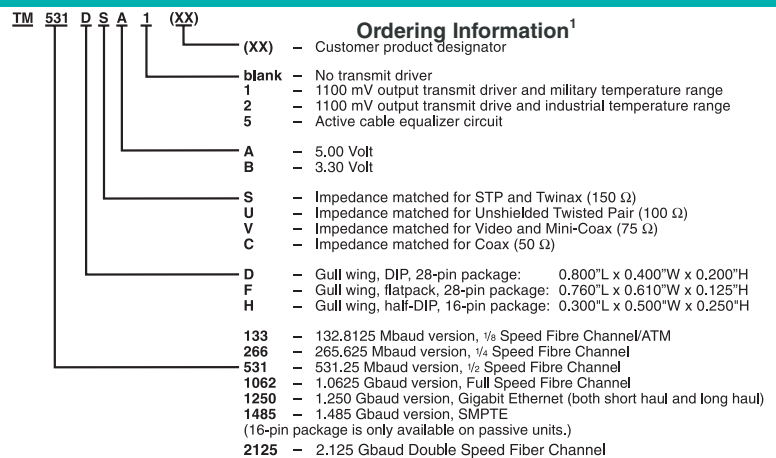 TM 531 D S A 1 (XX)
Ordering Information1
(XX) – Customer product designator
blank – No transmit driver
1 – 1100 mV output transmit driver and military temperature range
2 – 1100 mV output transmit drive and industrial temperature range
5 – Active cable equalizer circuit
A – 5.00 Volt
B – 3.30 Volt
S – Impedance matched for STP and Twinax (150 Ω)
U – Impedance matched for Unshielded Twisted Pair (100 Ω)
V – Impedance matched for Video and Mini-Coax (75 Ω)
C – Impedance matched for Coax (50 Ω)
D – Gull wing, DIP, 28-pin package: 0.800"L x 0.400"W x 0.200"H
F – Gull wing, flatpack, 28-pin package: 0.760"L x 0.610"W x 0.125"H
H – Gull wing, half-DIP, 16-pin package: 0.300"L x 0.500"W x 0.250"H
133 – 132.8125 Mbaud version, 1/8 Speed Fibre Channel/ATM
266 – 265.625 Mbaud version, 1/4 Speed Fibre Channel
531 – 531.25 Mbaud version, 1/2 Speed Fibre Channel
1062 – 1.0625 Gbaud version, Full Speed Fibre Channel
1250 – 1.250 Gbaud version, Gigabit Ethernet (both short haul and long haul)
1485 – 1.485 Gbaud version, SMPTE
(16-pin package is only available on passive units.)
2125 – 2.125 Gbaud Double Speed Fiber Channel